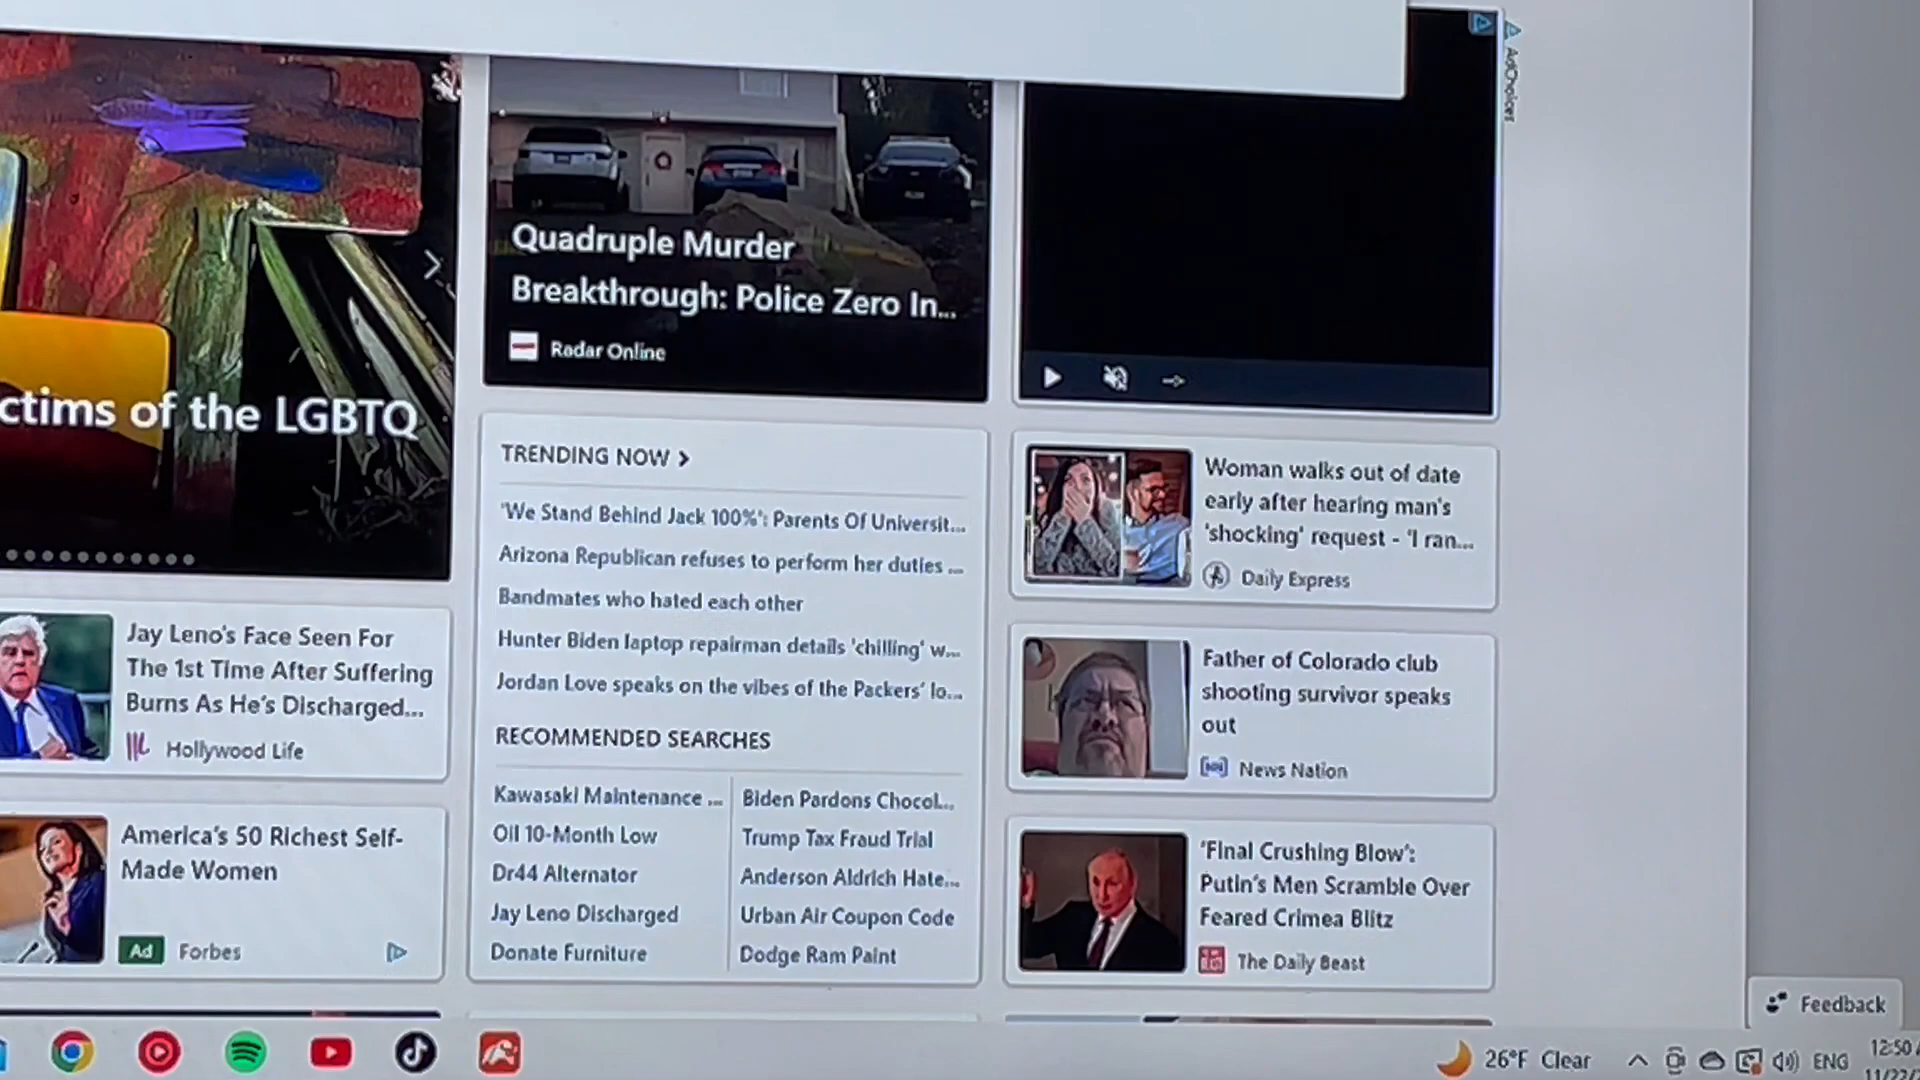 AdChoices
ctims of the LGBTQ
Quadruple Murder
Breakthrough: Police Zero In...
Radar Online
TRENDING NOW
'We Stand Behind Jack 100%': Parents Of Universit...
Arizona Republican refuses to perform her duties ...
Bandmates who hated each other
Hunter Biden laptop repairman details 'chilling' w...
Jordan Love speaks on the vibes of the Packers' lo...
RECOMMENDED SEARCHES
Kawasaki Maintenance ...
Oil 10-Month Low
Dr44 Alternator
Jay Leno Discharged
Donate Furniture
Biden Pardons Chocol...
Trump Tax Fraud Trial
Anderson Aldrich Hate...
Urban Air Coupon Code
Dodge Ram Paint
Woman walks out of date
early after hearing man's
'shocking' request - 'I ran...
Daily Express
Father of Colorado club
shooting survivor speaks
out
News Nation
'Final Crushing Blow':
Putin's Men Scramble Over
Feared Crimea Blitz
The Daily Beast
Jay Leno's Face Seen For
The 1st Time After Suffering
Burns As He's Discharged...
Hollywood Life
America's 50 Richest Self-
Made Women
Ad Forbes
Feedback
26°F Clear
ENG
12:50
11/22/